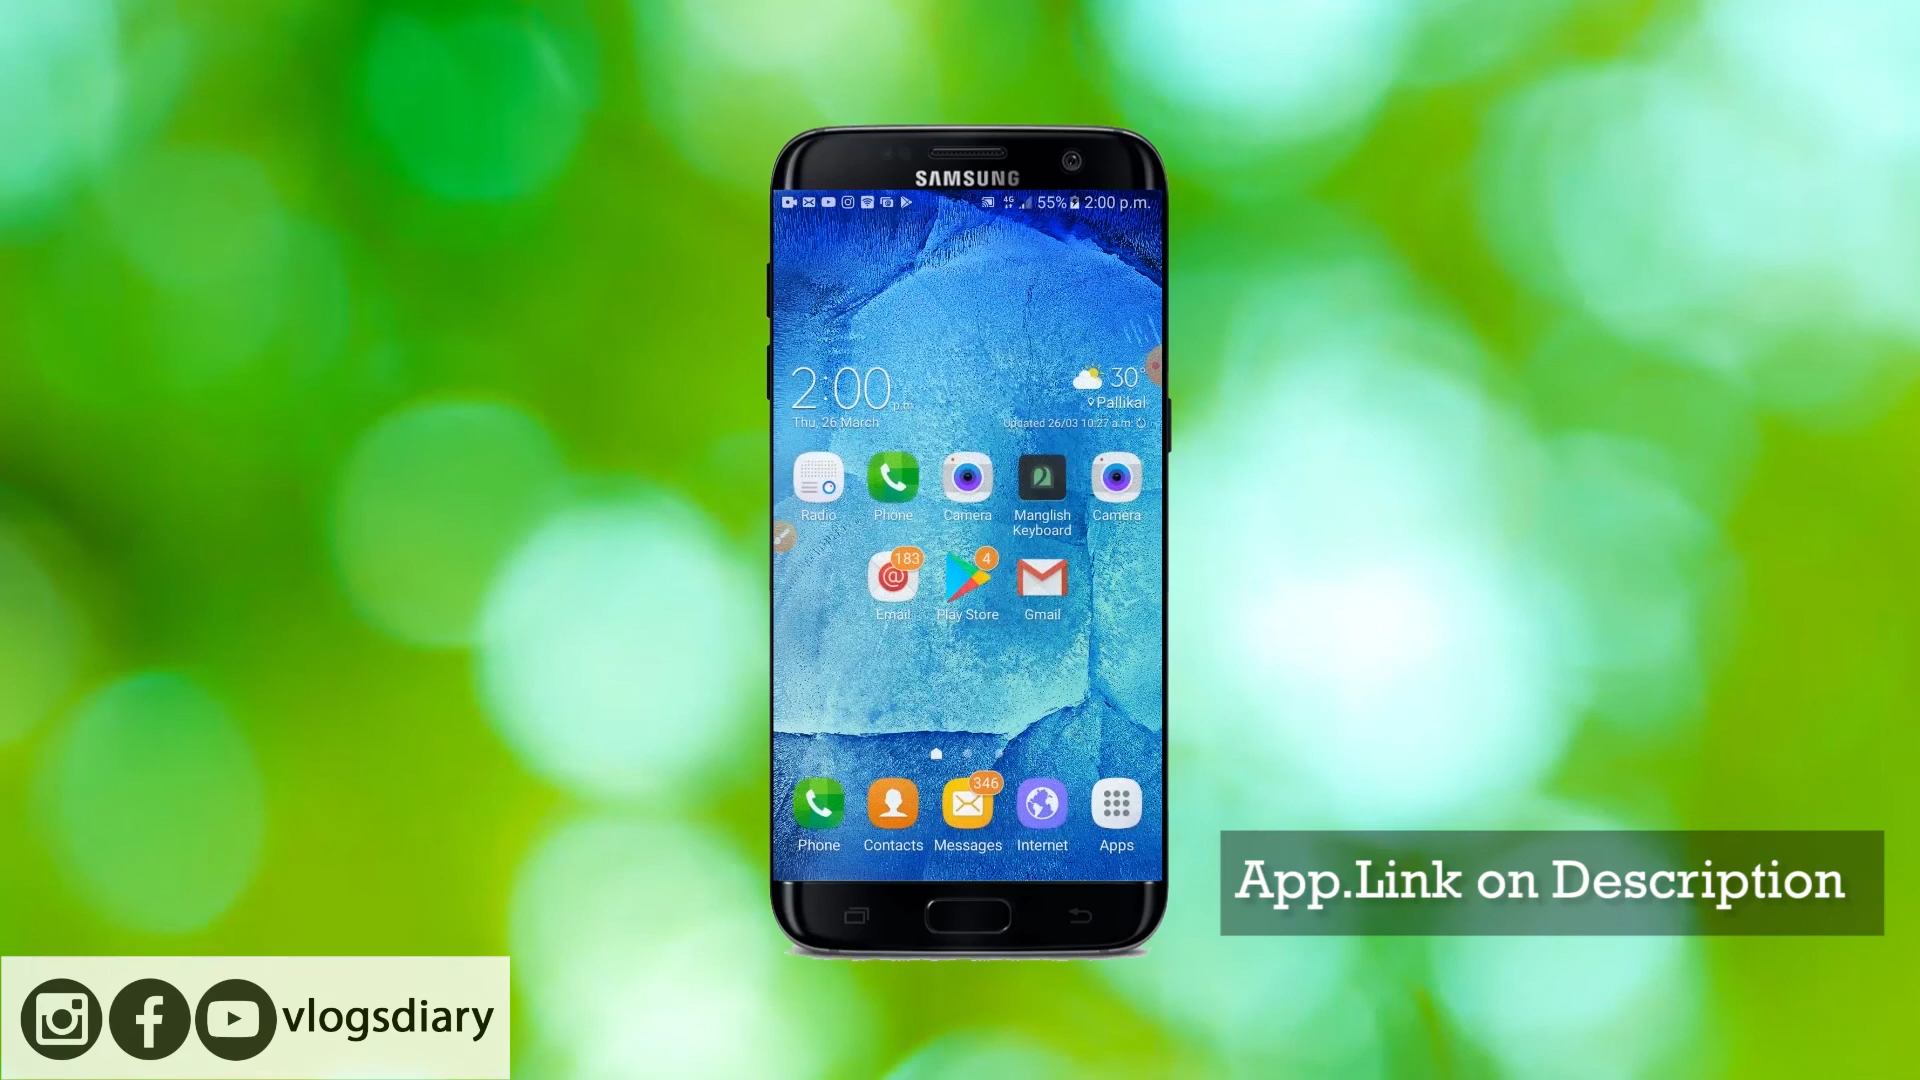 SAMSUNG
4G 55% 2:00 p.m.
2:00 p.m.
Thu, 26 March
30°
Pallikal
Updated 26/03 10:27 a.m.
Radio
Phone
Camera
Manglish
Keyboard
Camera
183
4
Email
Play Store
Gmail
346
Phone
Contacts
Messages
Internet
Apps
App.Link on Description
vlogsdiary